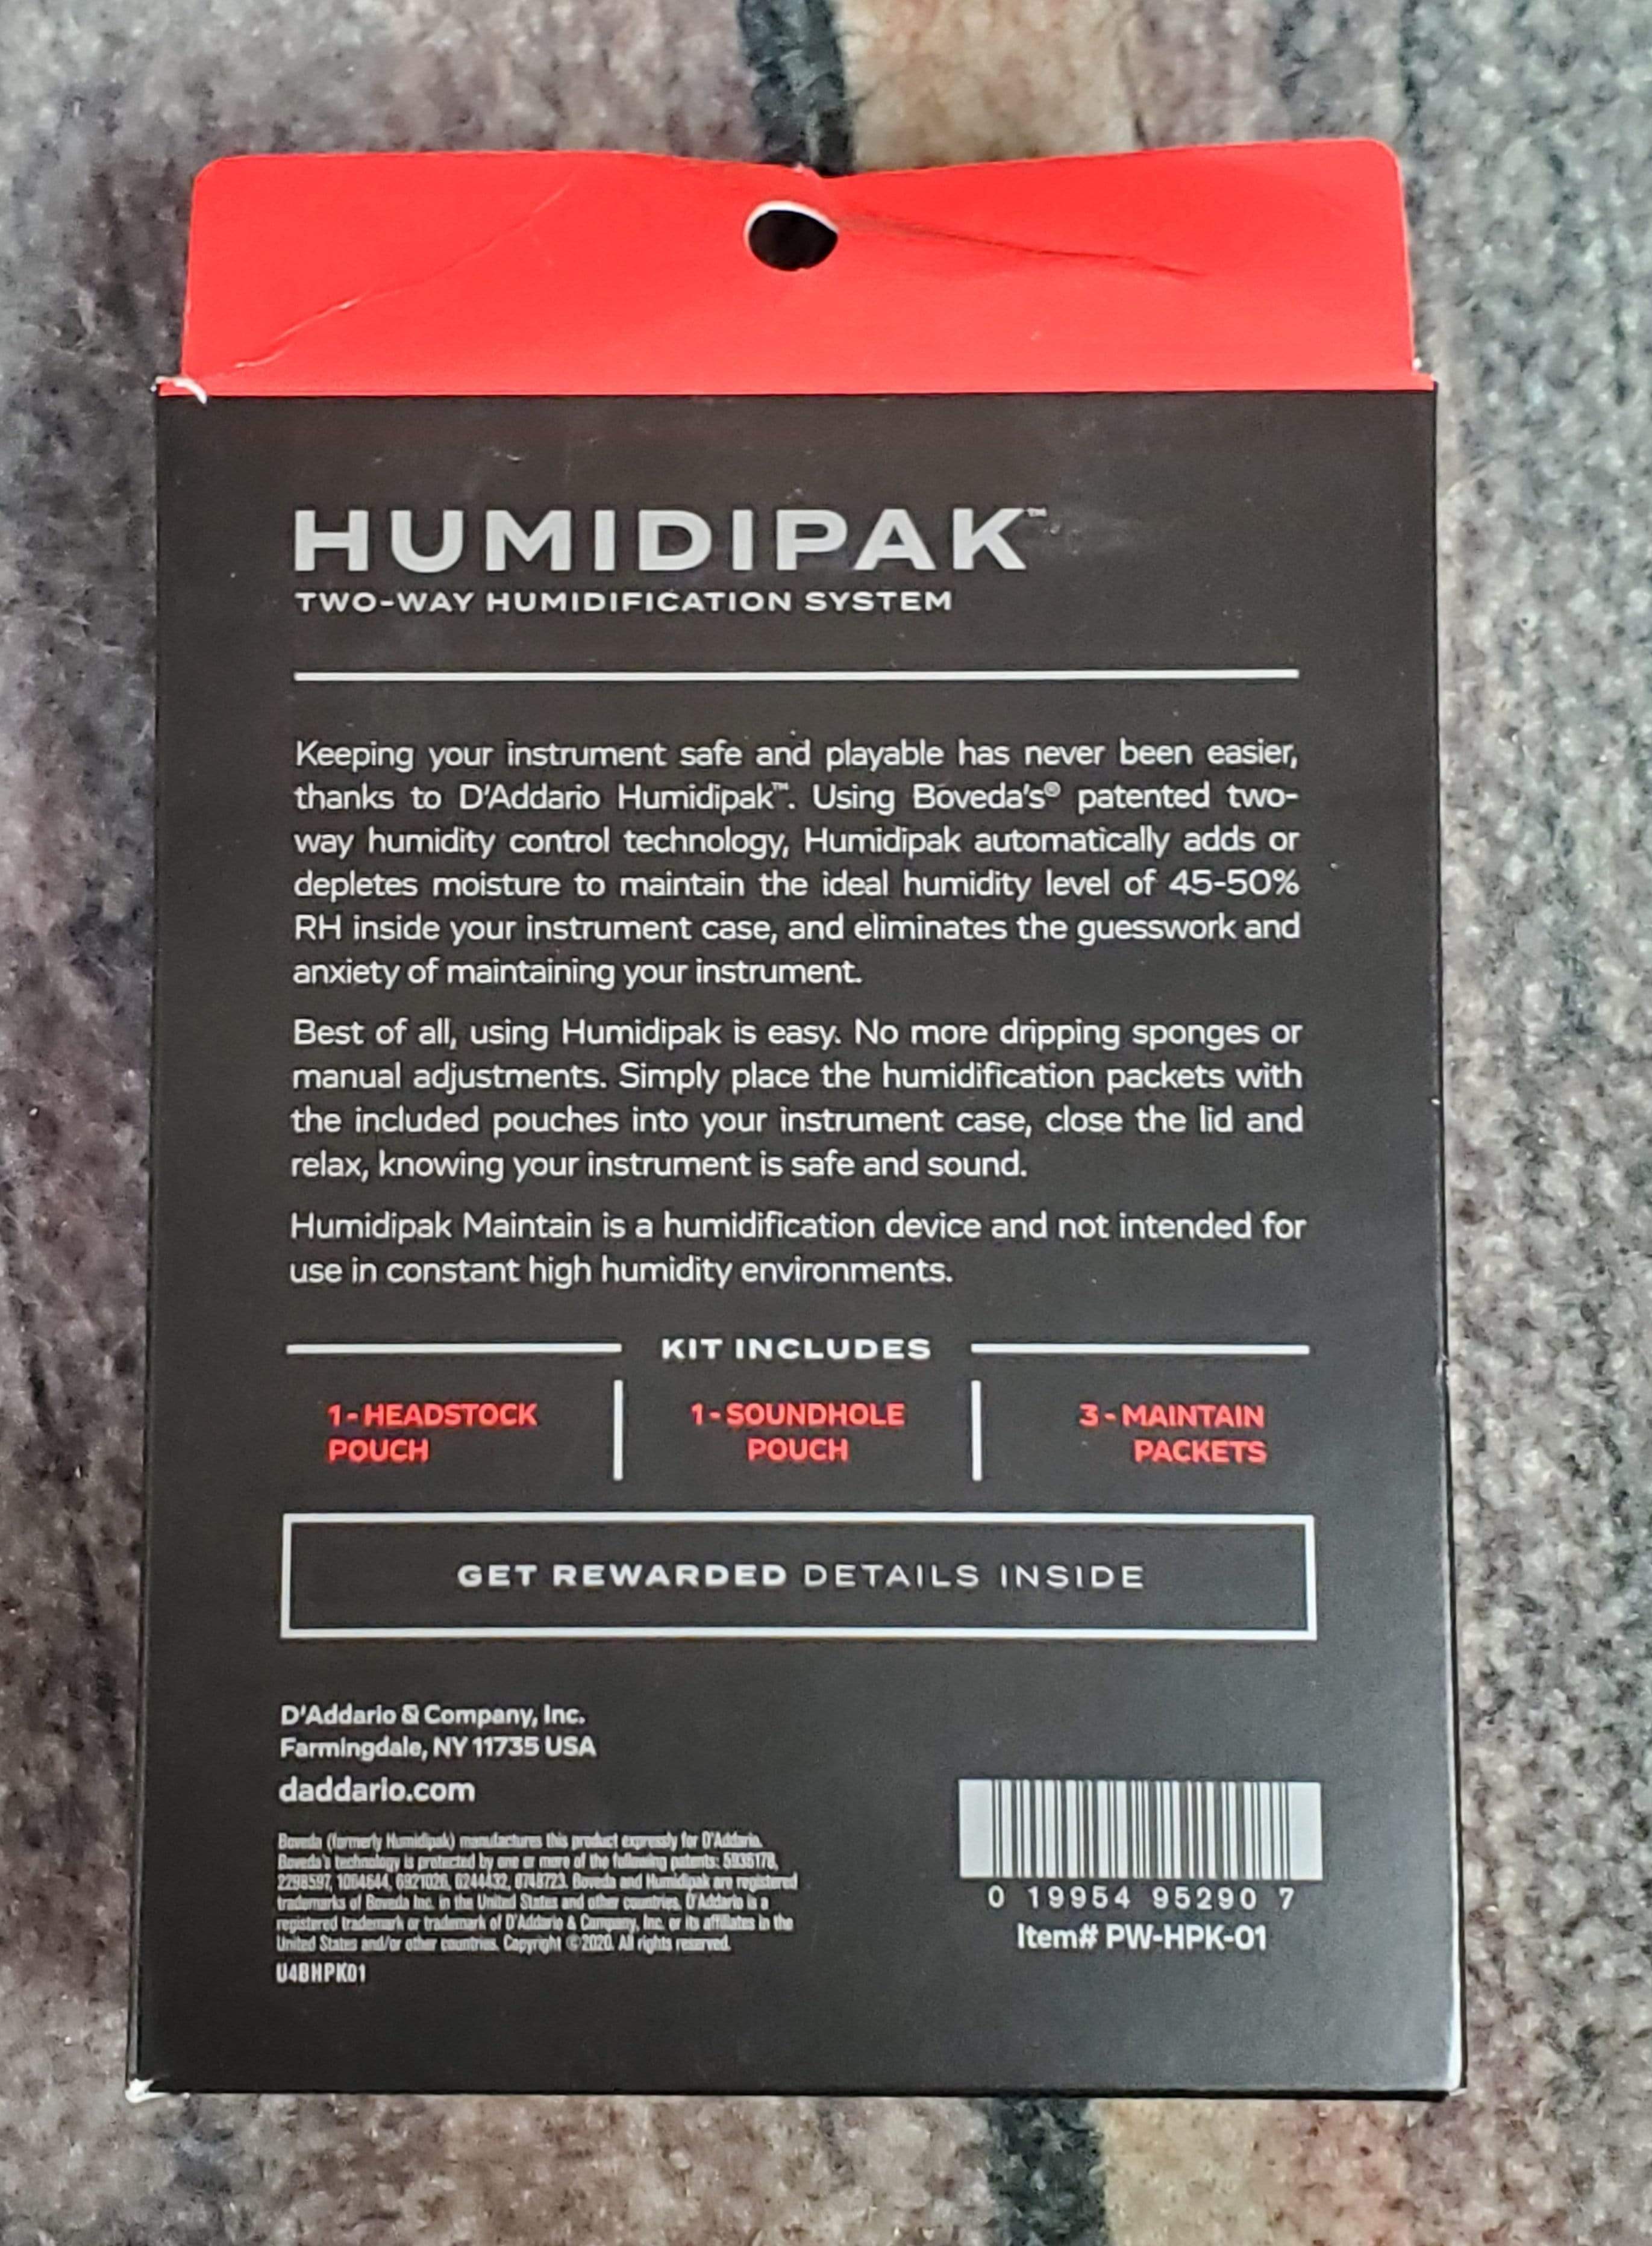 HUMIDIPAK™
TWO-WAY HUMIDIFICATION SYSTEM
Keeping your instrument safe and playable has never been easier,
thanks to D'Addario Humidipak™. Using Boveda's® patented two-
way humidity control technology, Humidipak automatically adds or
depletes moisture to maintain the ideal humidity level of 45-50%
RH inside your instrument case, and eliminates the guesswork and
anxiety of maintaining your instrument.
Best of all, using Humidipak is easy. No more dripping sponges or
manual adjustments. Simply place the humidification packets with
the included pouches into your instrument case, close the lid and
relax, knowing your instrument is safe and sound.
Humidipak Maintain is a humidification device and not intended for
use in constant high humidity environments.
KIT INCLUDES
1 - HEADSTOCK
POUCH
1 - SOUNDHOLE
POUCH
3 - MAINTAIN
PACKETS
GET REWARDED DETAILS INSIDE
D'Addario & Company, Inc.
Farmingdale, NY 11735 USA
daddario.com
Boveda (formerly Humidipak) manufactures this product expressly for D'Addario.
Boveda's technology is protected by one or more of the following patents: 5936178,
2298597, 1064644, 6921026, 6244432, 0748723. Boveda and Humidipak are registered
trademarks of Boveda Inc. in the United States and other countries. D'Addario is a
registered trademark or trademark of D'Addario & Company, Inc. or its affiliates in the
United States and/or other countries. Copyright ©2020. All rights reserved.
U4BHPK01
0 19954 95290 7
Item# PW-HPK-01